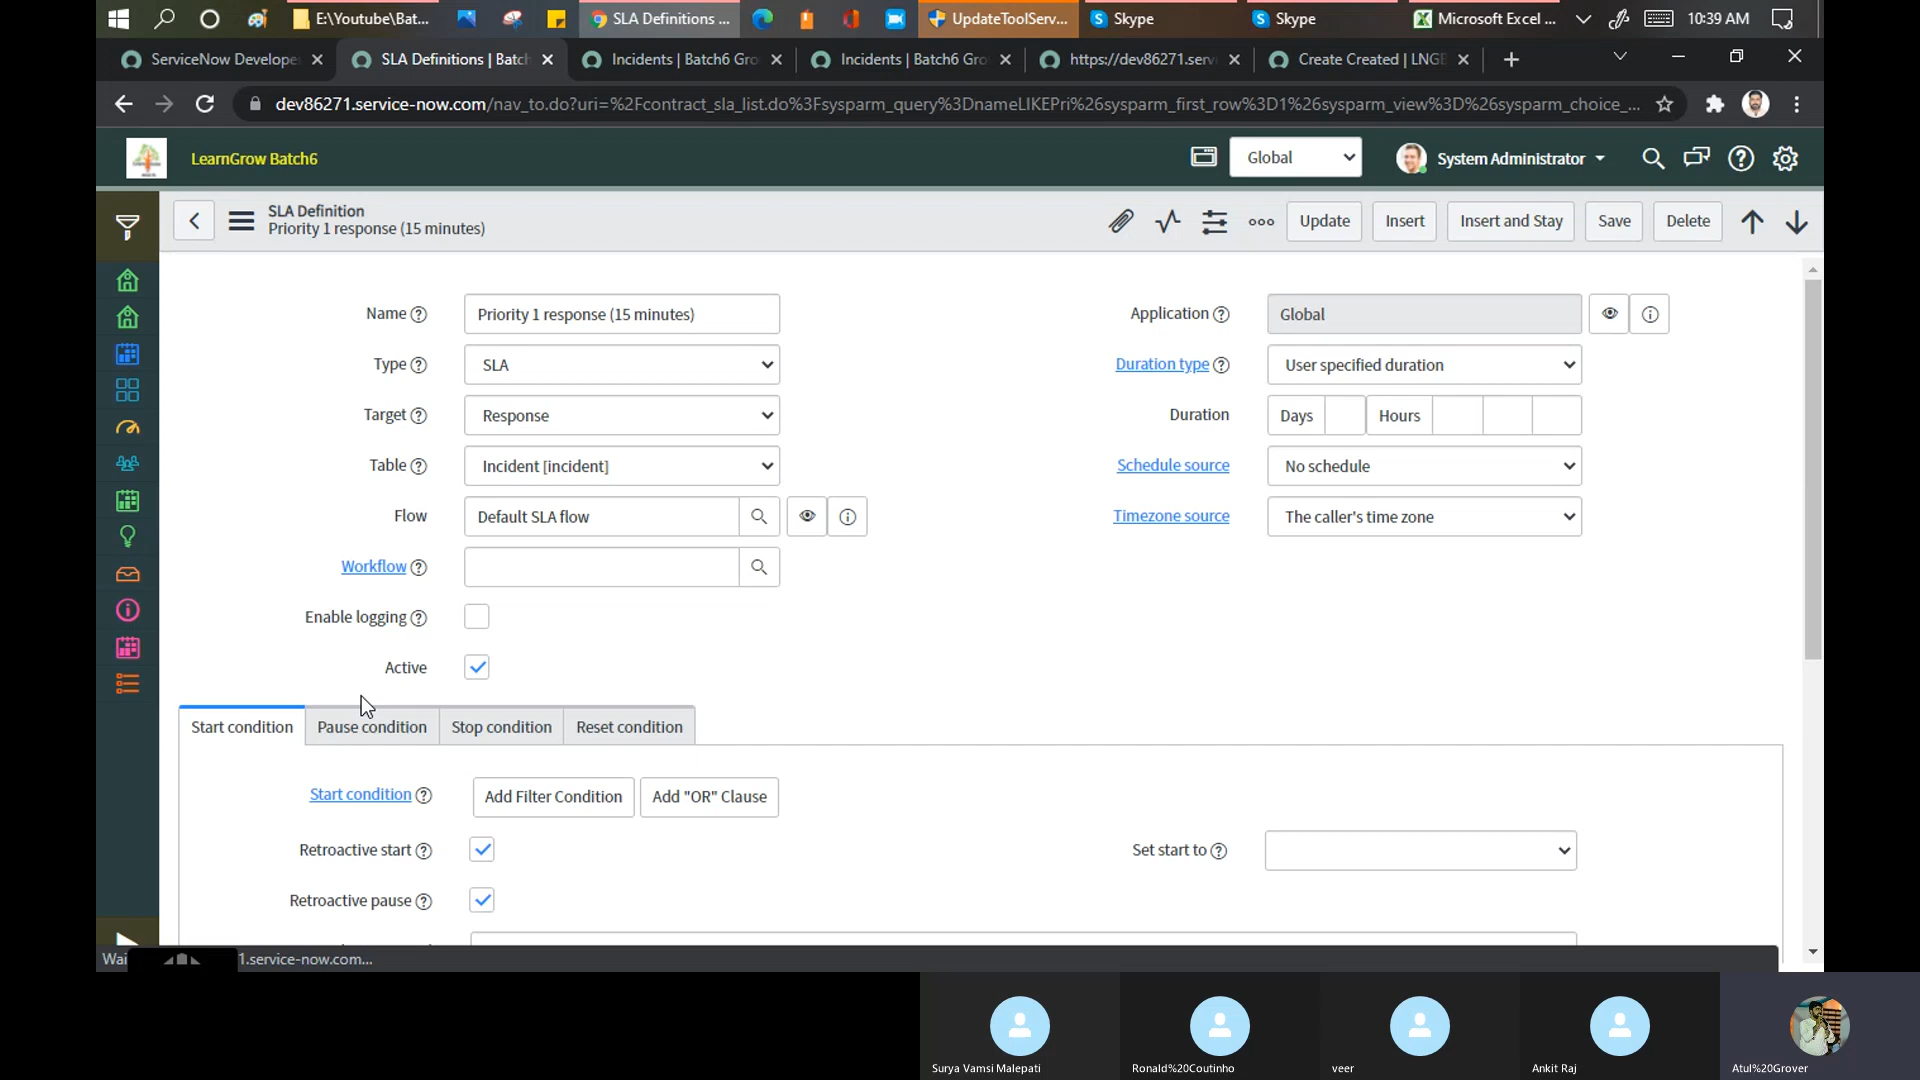 E:\Youtube\Bat...
SLA Definitions ...
UpdateToolServ...
Skype
Skype
Microsoft Excel ...
10:39 AM
ServiceNow Develope
SLA Definitions | Batch
Incidents | Batch6 Gro
Incidents | Batch6 Gro
https://dev86271.servi
Create Created | LNGB
dev86271.service-now.com/nav_to.do?uri=%2Fcontract_sla_list.do%3Fsysparm_query%3DnameLIKEPri%26sysparm_first_row%3D1%26sysparm_view%3D%26sysparm_choice_...
LearnGrow Batch6
Global
System Administrator
SLA Definition
Priority 1 response (15 minutes)
Update
Insert
Insert and Stay
Save
Delete
Name
Priority 1 response (15 minutes)
Application
Global
Type
SLA
Duration type
User specified duration
Target
Response
Duration
Days
Hours
Table
Incident [incident]
Schedule source
No schedule
Flow
Default SLA flow
Timezone source
The caller's time zone
Workflow
Enable logging
Active
Start condition
Pause condition
Stop condition
Reset condition
Start condition
Add Filter Condition
Add "OR" Clause
Retroactive start
Set start to
Retroactive pause
Wai
1.service-now.com...
Surya Vamsi Malepati
Ronald%20Coutinho
veer
Ankit Raj
Atul%20Grover